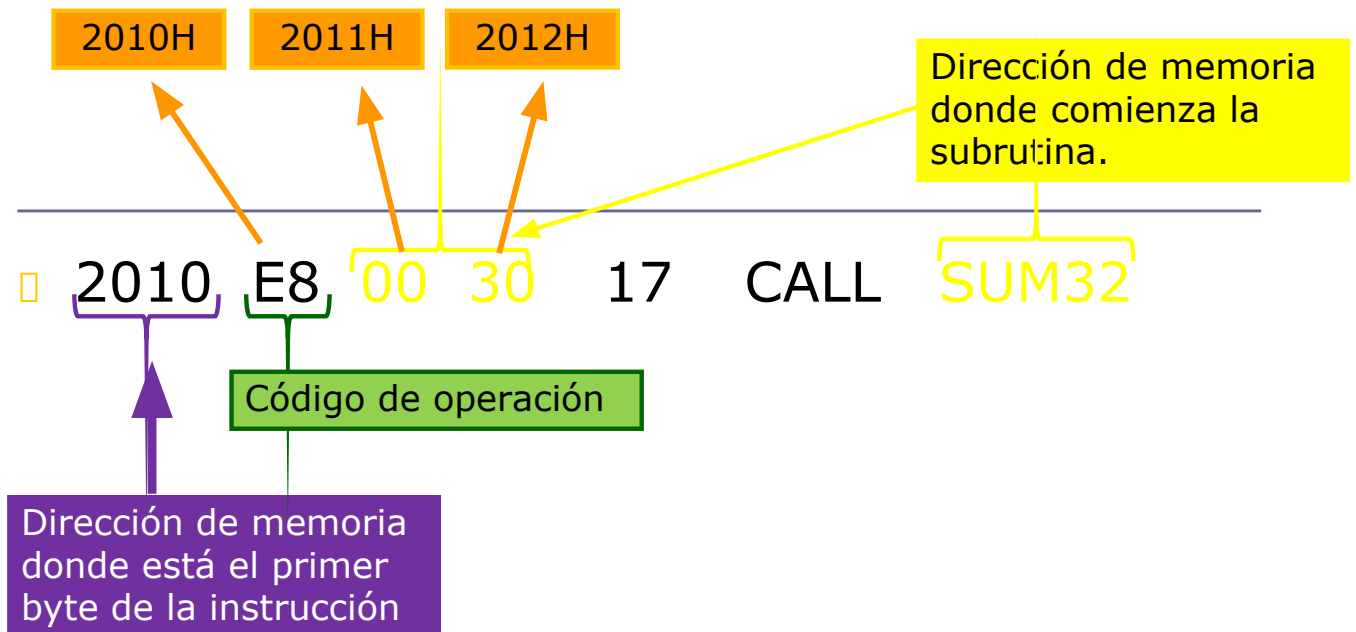 2010H 2011H 2012H
Dirección de memoria
donde comienza la
subrutina.
2010 E8 00 30 17 CALL SUM32
Código de operación
Dirección de memoria
donde está el primer
byte de la instrucción